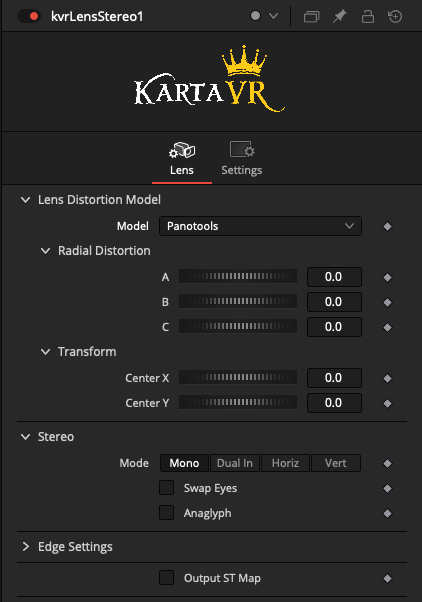 kvrLensStereo1
KARTAVR
Lens
Settings
Lens Distortion Model
Model
Panotools
Radial Distortion
A
0.0
B
0.0
C
0.0
Transform
Center X
0.0
Center Y
0.0
Stereo
Mode
Mono
Dual In
Horiz
Vert
Swap Eyes
Anaglyph
Edge Settings
Output ST Map